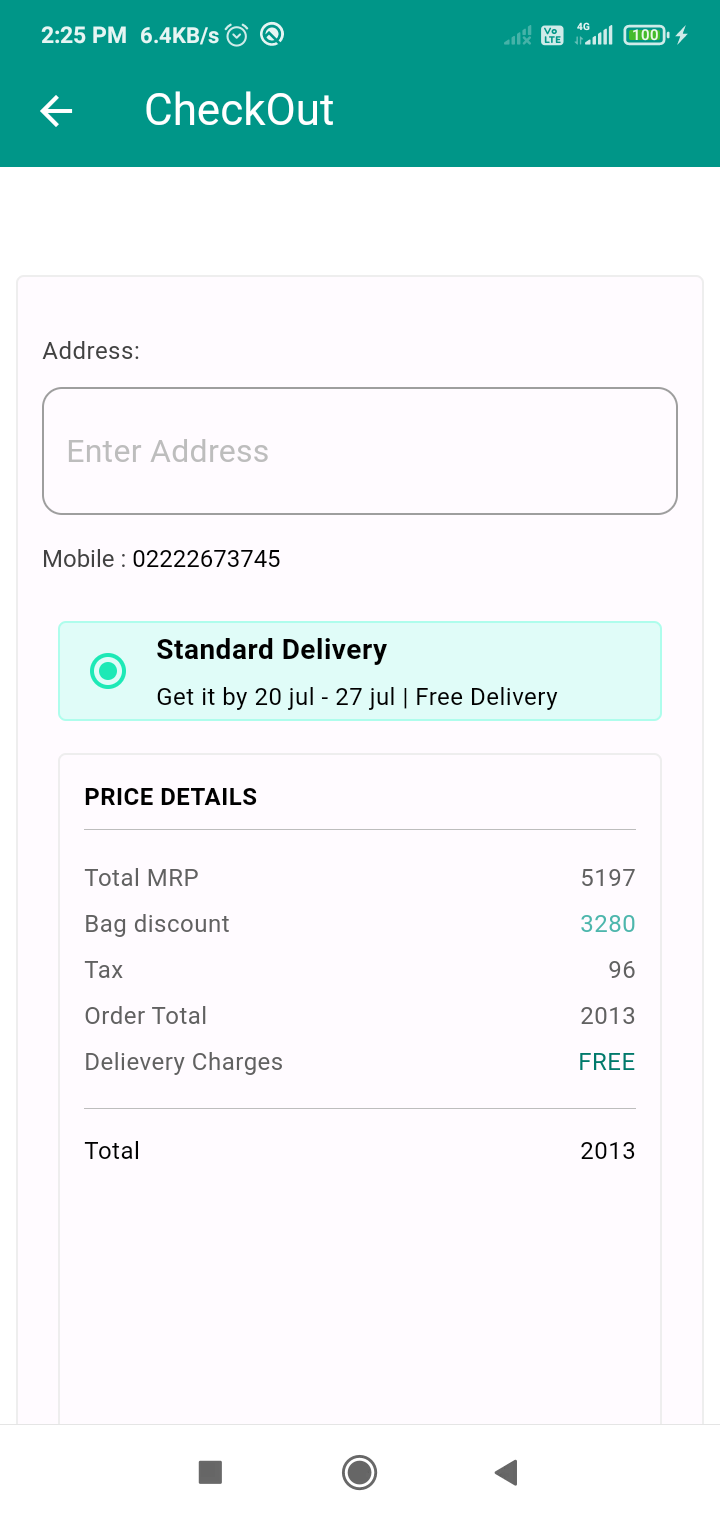 2:25 PM 6.4KB/s Vo LTE 4G 100
CheckOut
Address:
Enter Address
Mobile : 02222673745
Standard Delivery
Get it by 20 jul - 27 jul | Free Delivery
PRICE DETAILS
Total MRP 5197
Bag discount 3280
Tax 96
Order Total 2013
Delievery Charges FREE
Total 2013